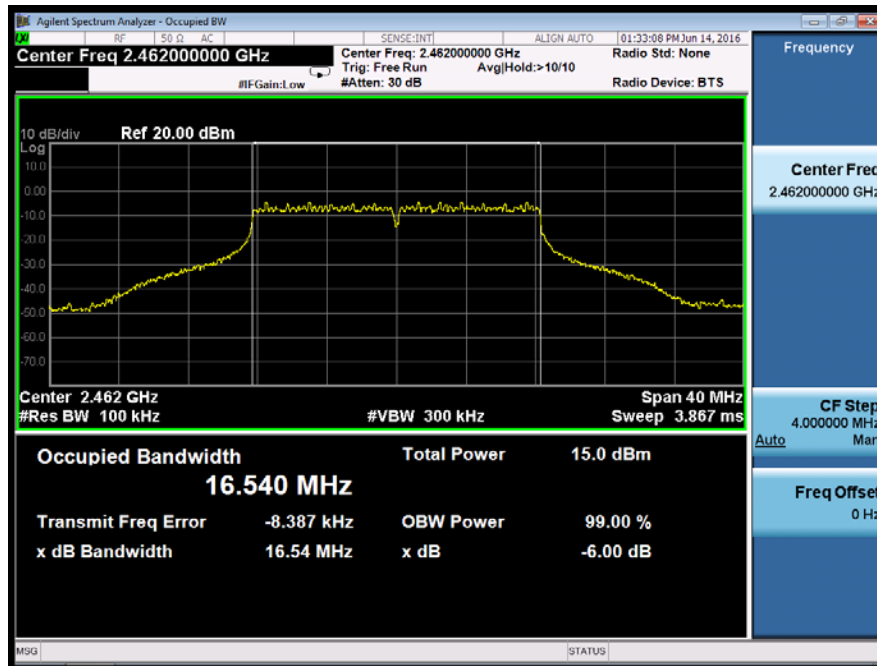 Agilent Spectrum Analyzer - Occupied BW
RF 50 Ω AC SENSE:INT ALIGN AUTO 01:33:08 PM Jun 14, 2016
Center Freq 2.462000000 GHz
Center Freq: 2.462000000 GHz
Radio Std: None
Trig: Free Run Avg|Hold:>10/10
#IFGain:Low
#Atten: 30 dB
Radio Device: BTS
10 dB/div Ref 20.00 dBm
Log
10.0
0.00
-10.0
-20.0
-30.0
-40.0
-50.0
-60.0
-70.0
Center 2.462 GHz
Span 40 MHz
#Res BW 100 kHz
#VBW 300 kHz
Sweep 3.867 ms
Occupied Bandwidth
Total Power 15.0 dBm
16.540 MHz
Transmit Freq Error -8.387 kHz
OBW Power 99.00 %
x dB Bandwidth 16.54 MHz
x dB -6.00 dB
Frequency
Center Freq
2.462000000 GHz
CF Step
4.000000 MHz
Auto Man
Freq Offset
0 Hz
MSG
STATUS